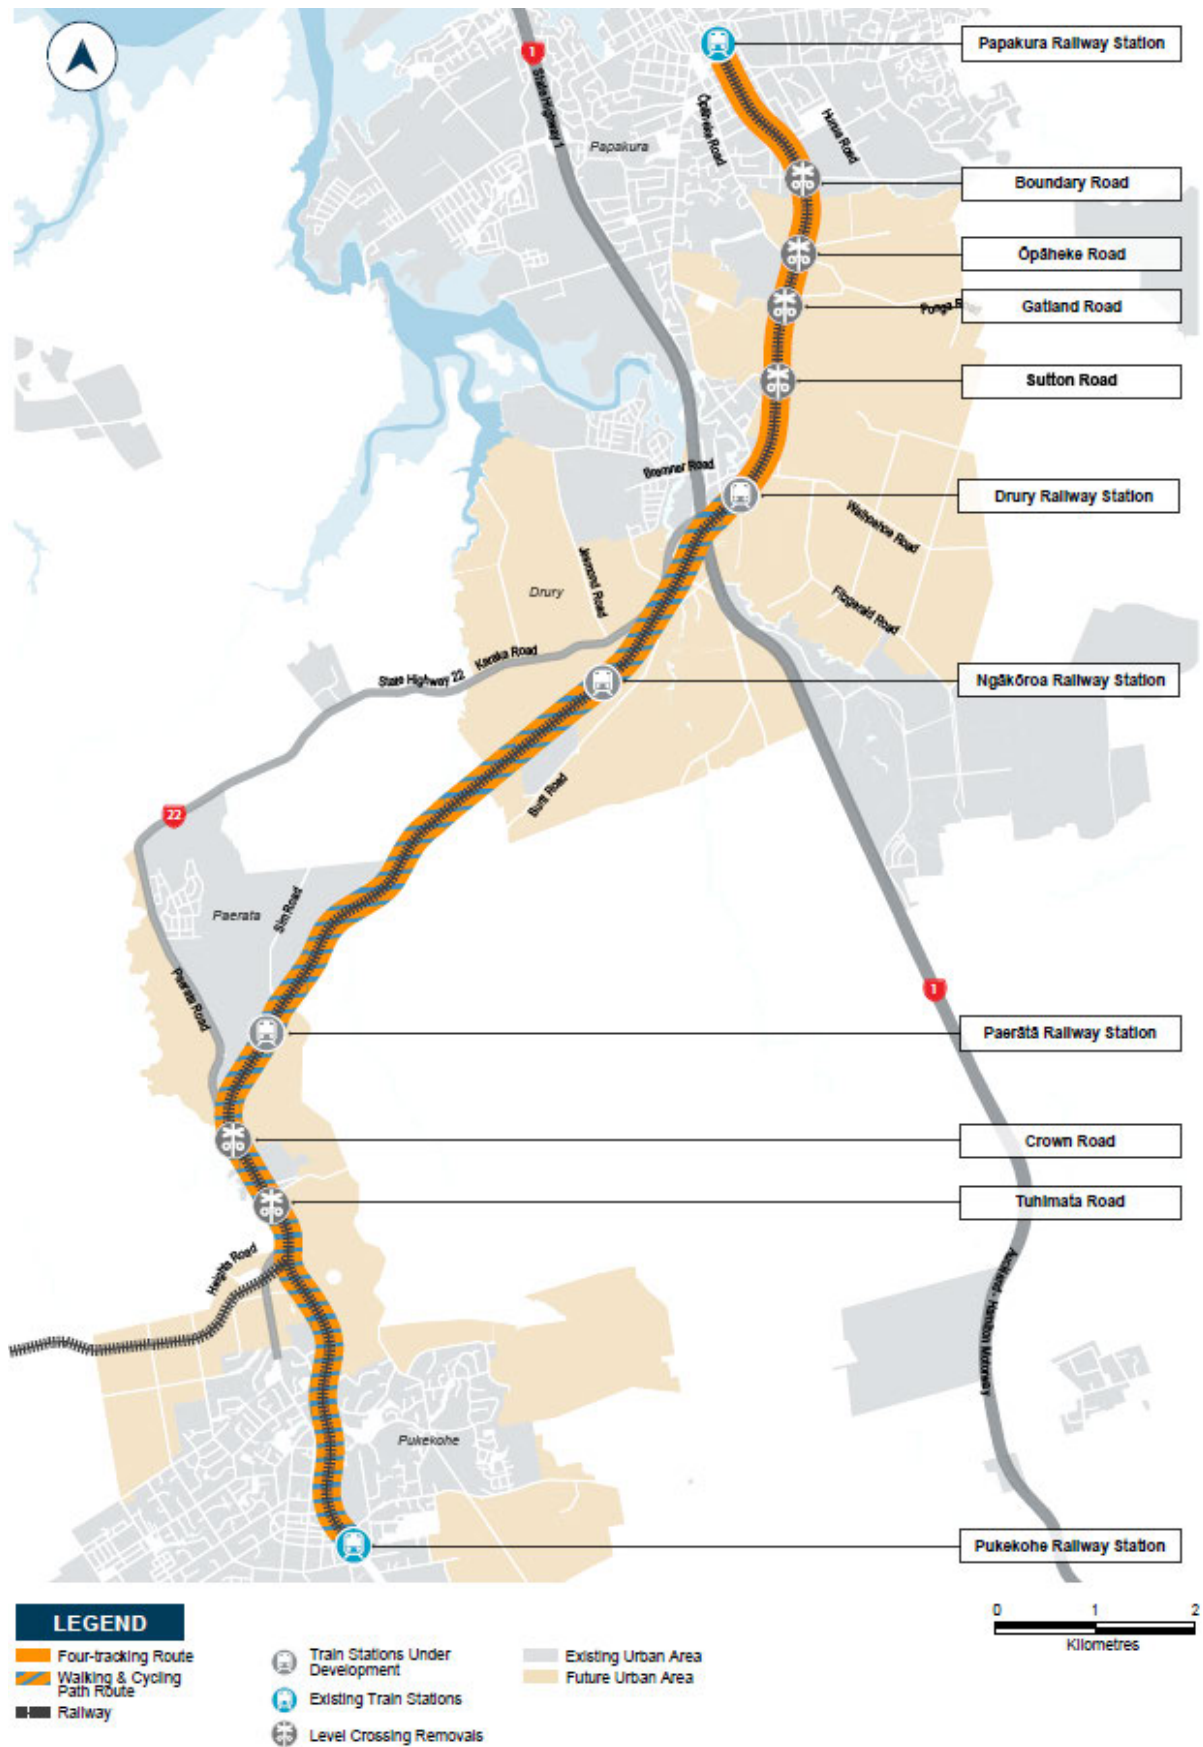 Papakura Railway Station
1
State Highway 1
Ōpāheke Road
Hunua Road
Papakura
Boundary Road
Ōpāheke Road
Gatland Road
Sutton Road
Bremner Road
Drury Railway Station
Waihoehoe Road
Jesmond Road
Drury
Fitzgerald Road
Karaka Road
State Highway 22
Ngākōroa Railway Station
Burtt Road
22
Paerata
Sim Road
Paerata Road
1
Paerātā Railway Station
Crown Road
Tuhimata Road
Heights Road
Auckland - Hamilton Motorway
Pukekohe
Pukekohe Railway Station
LEGEND
Four-tracking Route
Walking & Cycling
Path Route
Railway
Train Stations Under
Development
Existing Train Stations
Level Crossing Removals
Existing Urban Area
Future Urban Area
0 1 2
Kilometres